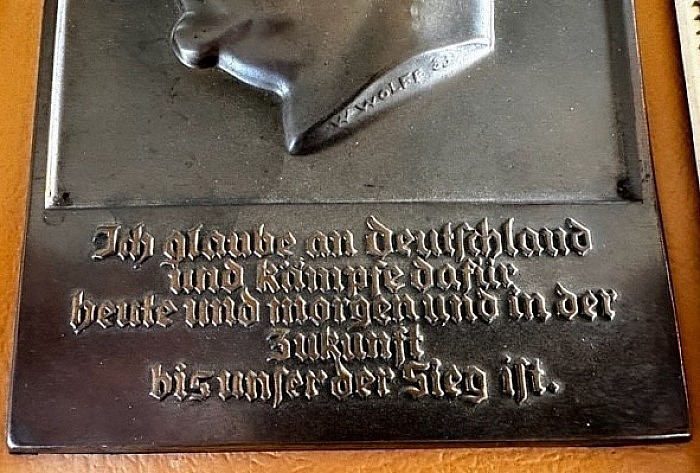 W. WOLFF
Ich glaube an Deutschland
und kämpfe dafür
heute und morgen und in der
Zukunft
bis unser der Sieg ist.